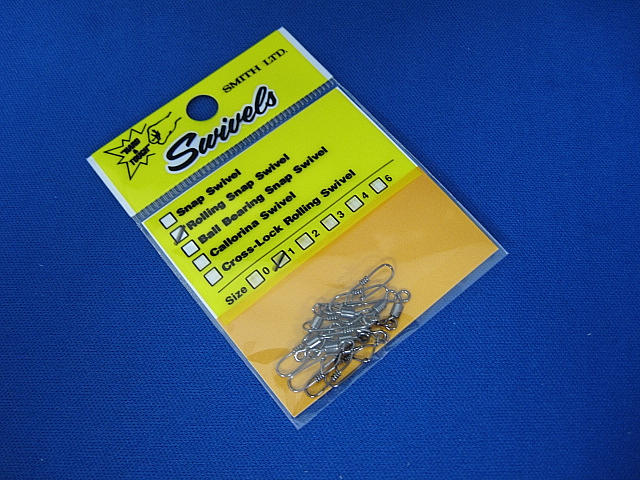 SMITH LTD.
Swivels
Snap Swivel
Rolling Snap Swivel
Ball Bearing Snap Swivel
Callorina Swivel
Cross-Lock Rolling Swivel
Size 0 1 2 3 4 6